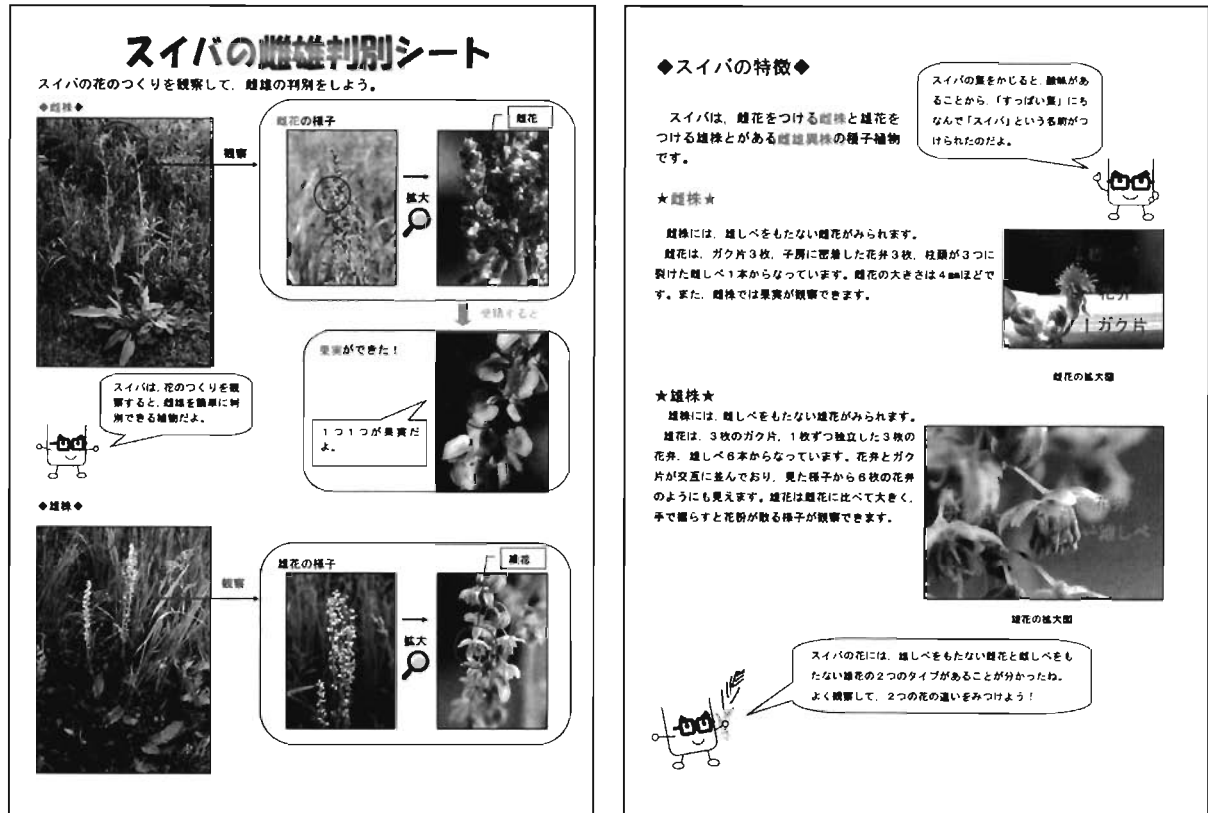 スイバの雌雄判別シート
スイバの花のつくりを観察して,雌雄の判別をしよう。
◆雌株◆
観察
雌花の様子
雌花
拡大
受精すると
果実ができた!
1つ1つが果実だ
よ。
スイバは,花のつくりを観
察すると,雌雄を簡単に判
別できる植物だよ。
◆雄株◆
観察
雄花の様子
雄花
拡大
◆スイバの特徴◆
スイバの葉をかじると,酸味があ
ることから,「すっぱい葉」にち
なんで「スイバ」という名前がつ
けられたのだよ。
スイバは,雌花をつける雌株と雄花を
つける雄株とがある雌雄異株の種子植物
です。
★雌株★
雌株には,雄しべをもたない雌花がみられます。
雌花は,ガク片3枚,子房に密着した花弁3枚,柱頭が3つに
裂けた雌しべ1本からなっています。雌花の大きさは4mmほどで
す。また,雌株では果実が観察できます。
花弁
ガク片
雌花の拡大図
★雄株★
雄株には,雌しべをもたない雄花がみられます。
雄花は,3枚のガク片,1枚ずつ独立した3枚の
花弁,雄しべ6本からなっています。花弁とガク
片が交互に並んでおり,見た様子から6枚の花弁
のようにも見えます。雄花は雌花に比べて大きく,
手で揺らすと花粉が散る様子が観察できます。
雄しべ
雄花の拡大図
スイバの花には,雄しべをもたない雌花と雌しべをも
たない雄花の2つのタイプがあることが分かったね。
よく観察して,2つの花の違いをみつけよう!